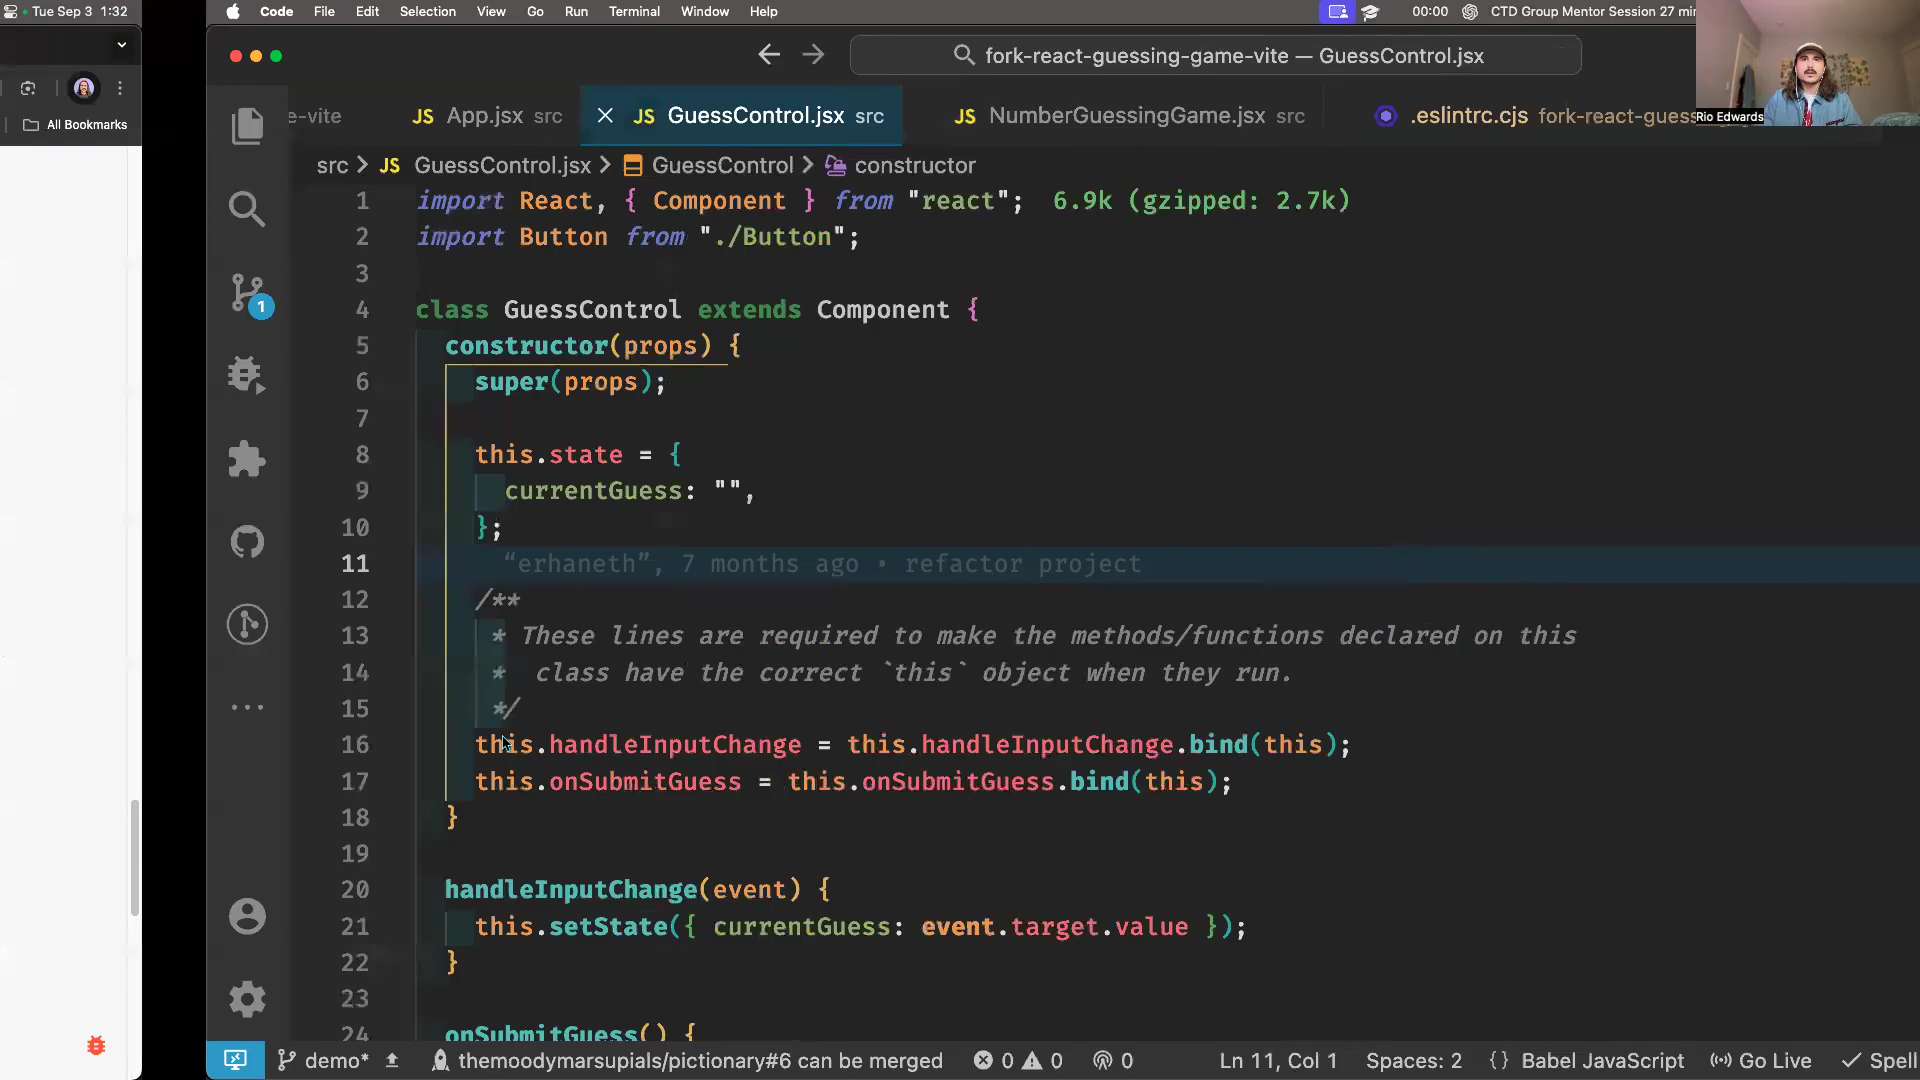 Tue Sep 3 1:32
Code File Edit Selection View Go Run Terminal Window Help
00:00 CTD Group Mentor Session 27 min
fork-react-guessing-game-vite — GuessControl.jsx
Rio Edwards
All Bookmarks
e-vite JS App.jsx src JS GuessControl.jsx src JS NumberGuessingGame.jsx src .eslintrc.cjs fork-react-guess
src > JS GuessControl.jsx > GuessControl > constructor
1 import React, { Component } from "react"; 6.9k (gzipped: 2.7k)
2 import Button from "./Button";
3
4 class GuessControl extends Component {
5 constructor(props) {
6 super(props);
7
8 this.state = {
9 currentGuess: "",
10 };
11 “erhaneth”, 7 months ago • refactor project
12 /**
13 * These lines are required to make the methods/functions declared on this
14 * class have the correct `this` object when they run.
15 */
16 this.handleInputChange = this.handleInputChange.bind(this);
17 this.onSubmitGuess = this.onSubmitGuess.bind(this);
18 }
19
20 handleInputChange(event) {
21 this.setState({ currentGuess: event.target.value });
22 }
23
24 onSubmitGuess() {
1
demo* themoodymarsupials/pictionary#6 can be merged 0 0 0 Ln 11, Col 1 Spaces: 2 {} Babel JavaScript Go Live Spell